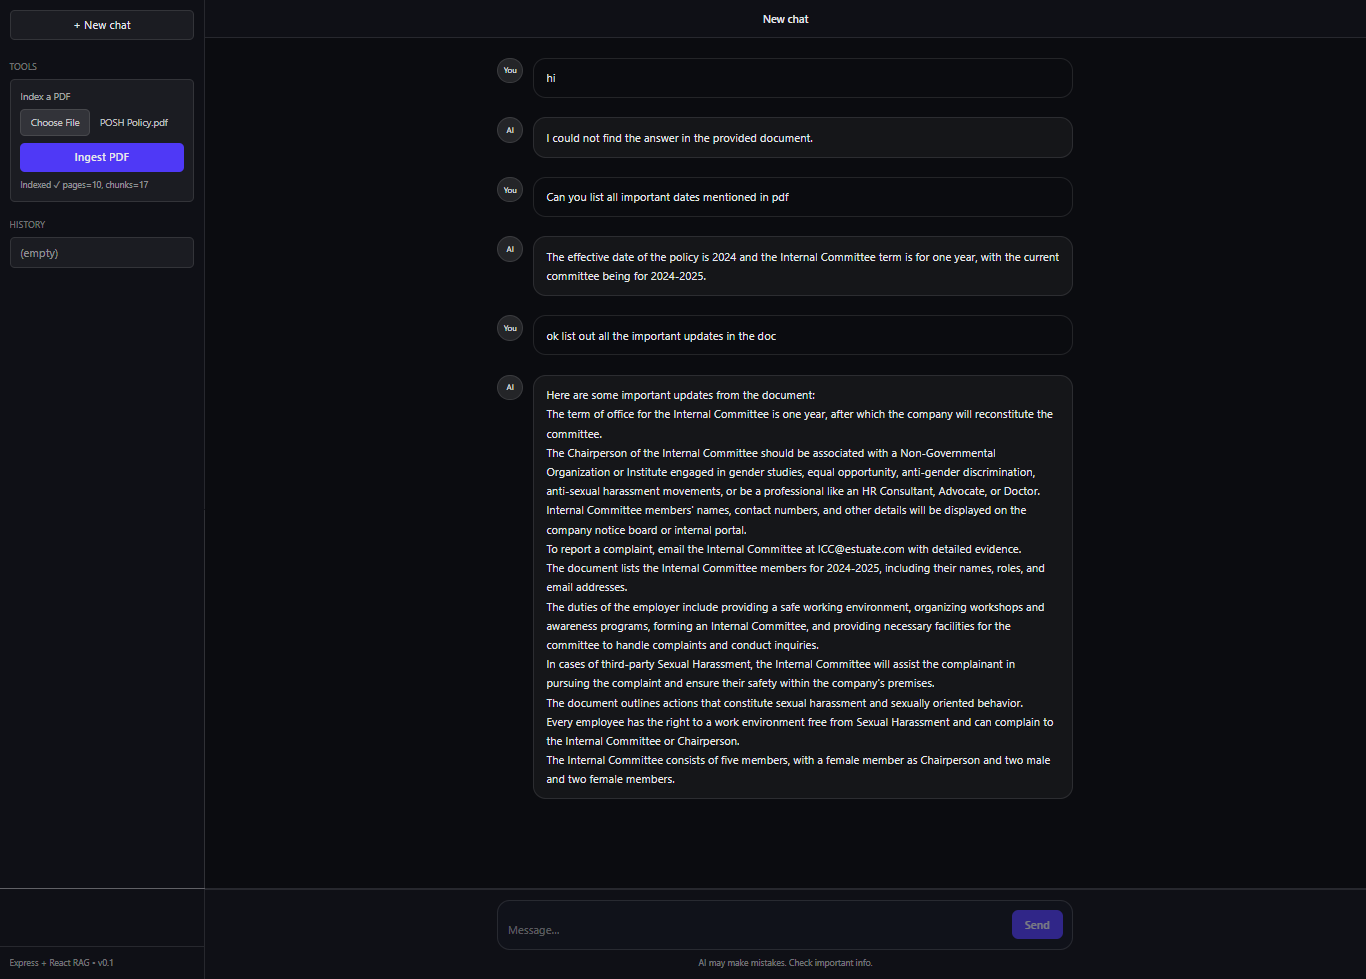 + New chat
TOOLS
Index a PDF
Choose File POSH Policy.pdf
Ingest PDF
Indexed ✓ pages=10, chunks=17
HISTORY
(empty)
Express + React RAG • v0.1
New chat
You
hi
AI
I could not find the answer in the provided document.
You
Can you list all important dates mentioned in pdf
AI
The effective date of the policy is 2024 and the Internal Committee term is for one year, with the current
committee being for 2024-2025.
You
ok list out all the important updates in the doc
AI
Here are some important updates from the document:
The term of office for the Internal Committee is one year, after which the company will reconstitute the
committee.
The Chairperson of the Internal Committee should be associated with a Non-Governmental
Organization or Institute engaged in gender studies, equal opportunity, anti-gender discrimination,
anti-sexual harassment movements, or be a professional like an HR Consultant, Advocate, or Doctor.
Internal Committee members' names, contact numbers, and other details will be displayed on the
company notice board or internal portal.
To report a complaint, email the Internal Committee at ICC@estuate.com with detailed evidence.
The document lists the Internal Committee members for 2024-2025, including their names, roles, and
email addresses.
The duties of the employer include providing a safe working environment, organizing workshops and
awareness programs, forming an Internal Committee, and providing necessary facilities for the
committee to handle complaints and conduct inquiries.
In cases of third-party Sexual Harassment, the Internal Committee will assist the complainant in
pursuing the complaint and ensure their safety within the company's premises.
The document outlines actions that constitute sexual harassment and sexually oriented behavior.
Every employee has the right to a work environment free from Sexual Harassment and can complain to
the Internal Committee or Chairperson.
The Internal Committee consists of five members, with a female member as Chairperson and two male
and two female members.
Message...
Send
AI may make mistakes. Check important info.